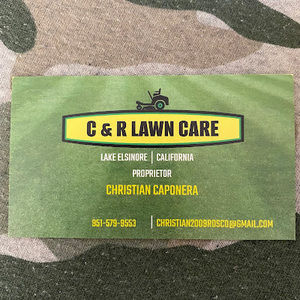 C & R LAWN CARE
LAKE ELSINORE | CALIFORNIA
PROPRIETOR
CHRISTIAN CAPONERA
951-579-9553 | CHRISTIAN2009ROSCO@GMAIL.COM